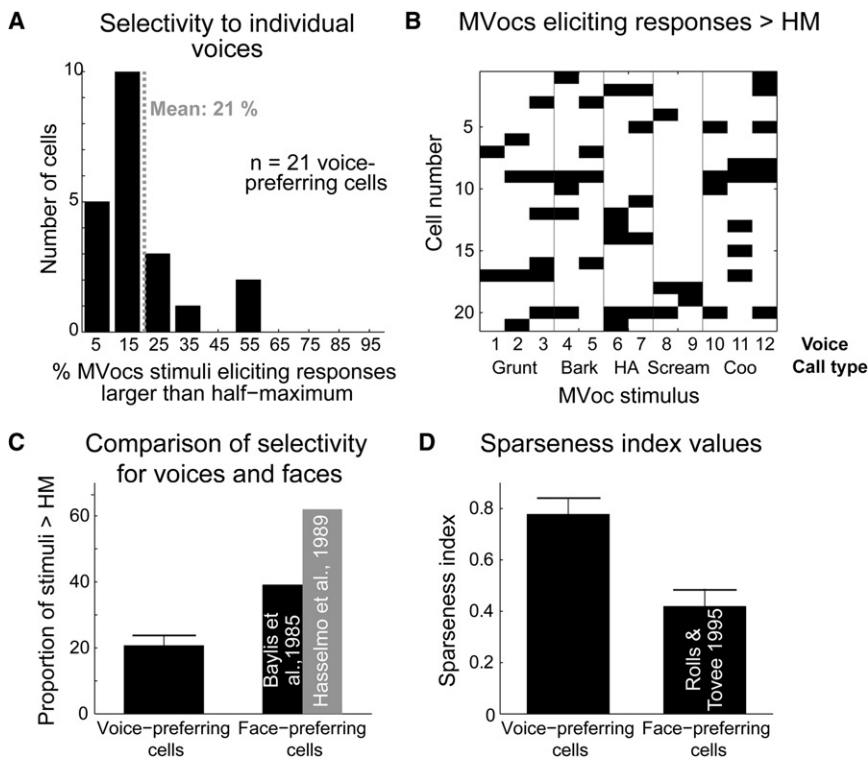 A
Selectivity to individual
voices
10
5
0
Number of cells
Mean: 21 %
n = 21 voice-
preferring cells
5 15 25 35 45 55 65 75 85 95
% MVocs stimuli eliciting responses
larger than half−maximum
B
MVocs eliciting responses > HM
5
10
15
20
Cell number
1 2 3 4 5 6 7 8 9 10 11 12 Voice
Grunt Bark HA Scream Coo Call type
MVoc stimulus
C
Comparison of selectivity
for voices and faces
60
40
20
0
Proportion of stimuli > HM
Baylis et
al.,1985
Hasselmo et al., 1989
Voice−preferring
cells
Face−preferring
cells
D
Sparseness index values
0.8
0.6
0.4
0.2
0
Sparseness index
Rolls &
Tovee 1995
Voice−preferring
cells
Face−preferring
cells